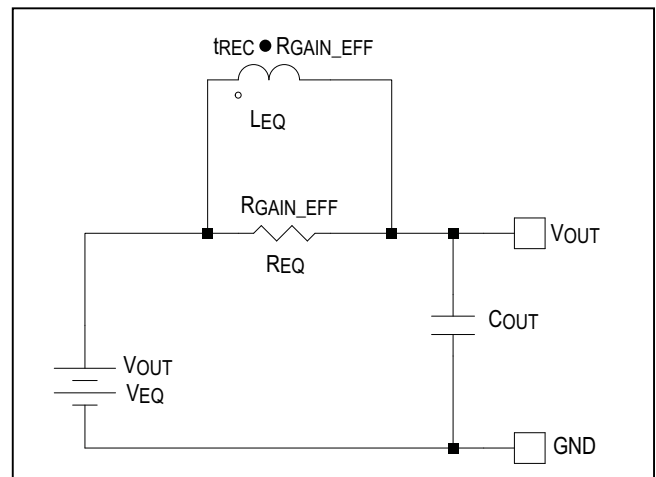 tREC ● RGAIN_EFF
LEQ
RGAIN_EFF
REQ
VOUT
COUT
VOUT
VEQ
GND